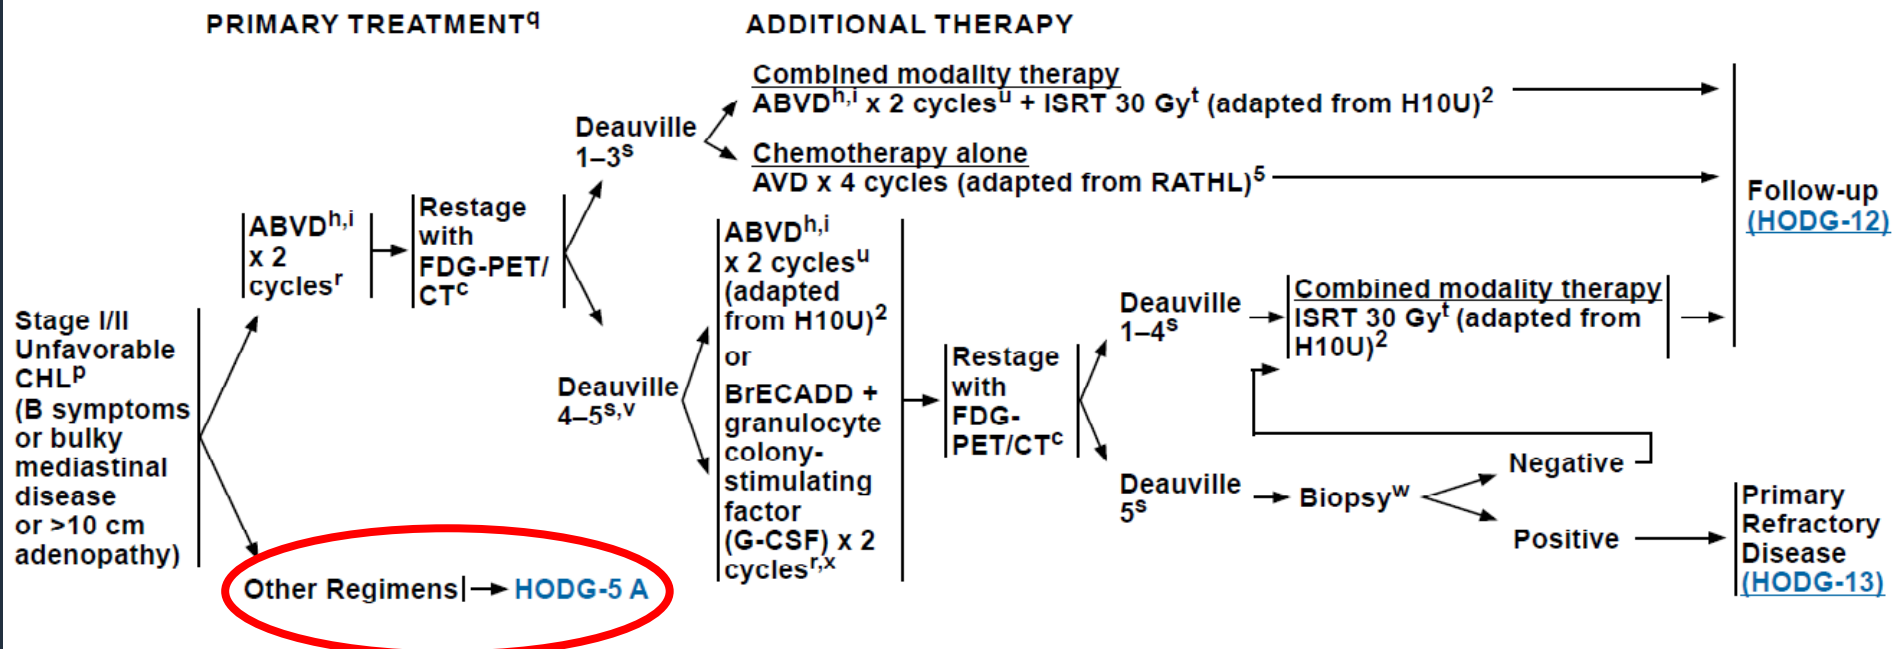 PRIMARY TREATMENTq
ADDITIONAL THERAPY
Stage I/II
Unfavorable
CHLp
(B symptoms
or bulky
mediastinal
disease
or >10 cm
adenopathy)
ABVDh,i
x 2
cyclesr
Restage
with
FDG-PET/
CTc
Deauville
1–3s
Combined modality therapy
ABVDh,i x 2 cyclesu + ISRT 30 Gyt (adapted from H10U)2
Chemotherapy alone
AVD x 4 cycles (adapted from RATHL)5
Deauville
4–5s,v
ABVDh,i
x 2 cyclesu
(adapted
from H10U)2
or
BrECADD +
granulocyte
colony-
stimulating
factor
(G-CSF) x 2
cyclesr,x
Restage
with
FDG-
PET/CTc
Deauville
1–4s
Combined modality therapy
ISRT 30 Gyt (adapted from
H10U)2
Deauville
5s
Biopsyw
Negative
Positive
Follow-up
(HODG-12)
Primary
Refractory
Disease
(HODG-13)
Other Regimens
HODG-5 A